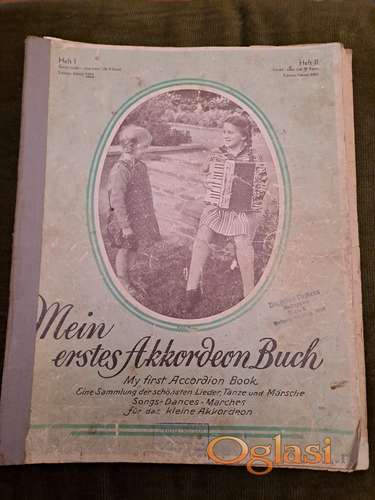 Heft I
Heft II
Mein
erstes Akkordeon Buch
My first Accordion Book
Eine Sammlung der schönsten Lieder, Tänze und Märsche
Songs - Dances - Marches
für das kleine Akkordeon
Oglasi